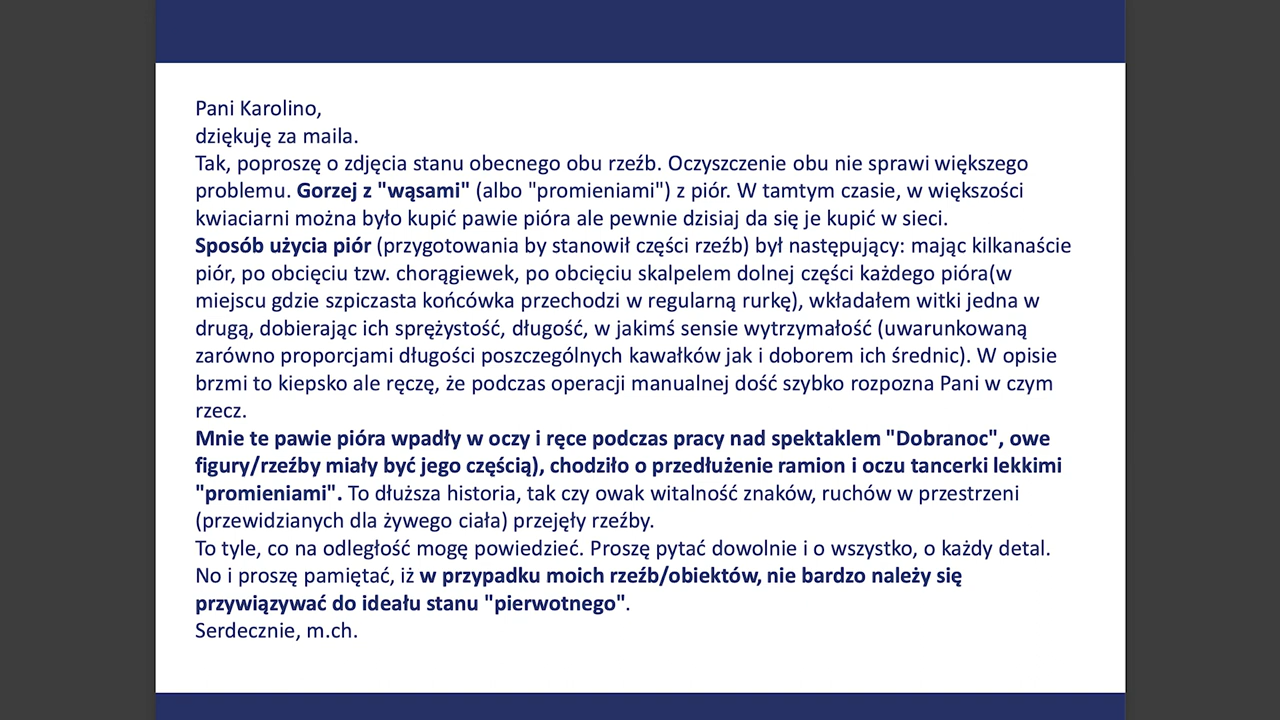 Pani Karolino,
dziękuję za maila.
Tak, poproszę o zdjęcia stanu obecnego obu rzeźb. Oczyszczenie obu nie sprawi większego
problemu. Gorzej z "wąsami" (albo "promieniami") z piór. W tamtym czasie, w większości
kwiaciarni można było kupić pawie pióra ale pewnie dzisiaj da się je kupić w sieci.
Sposób użycia piór (przygotowania by stanowił części rzeźb) był następujący: mając kilkanaście
piór, po obcięciu tzw. chorągiewek, po obcięciu skalpelem dolnej części każdego pióra(w
miejscu gdzie szpiczasta końcówka przechodzi w regularną rurkę), wkładałem witki jedna w
drugą, dobierając ich sprężystość, długość, w jakimś sensie wytrzymałość (uwarunkowaną
zarówno proporcjami długości poszczególnych kawałków jak i doborem ich średnic). W opisie
brzmi to kiepsko ale ręczę, że podczas operacji manualnej dość szybko rozpozna Pani w czym
rzecz.
Mnie te pawie pióra wpadły w oczy i ręce podczas pracy nad spektaklem "Dobranoc", owe
figury/rzeźby miały być jego częścią), chodziło o przedłużenie ramion i oczu tancerki lekkimi
"promieniami". To dłuższa historia, tak czy owak witalność znaków, ruchów w przestrzeni
(przewidzianych dla żywego ciała) przejęły rzeźby.
To tyle, co na odległość mogę powiedzieć. Proszę pytać dowolnie i o wszystko, o każdy detal.
No i proszę pamiętać, iż w przypadku moich rzeźb/obiektów, nie bardzo należy się
przywiązywać do ideału stanu "pierwotnego".
Serdecznie, m.ch.